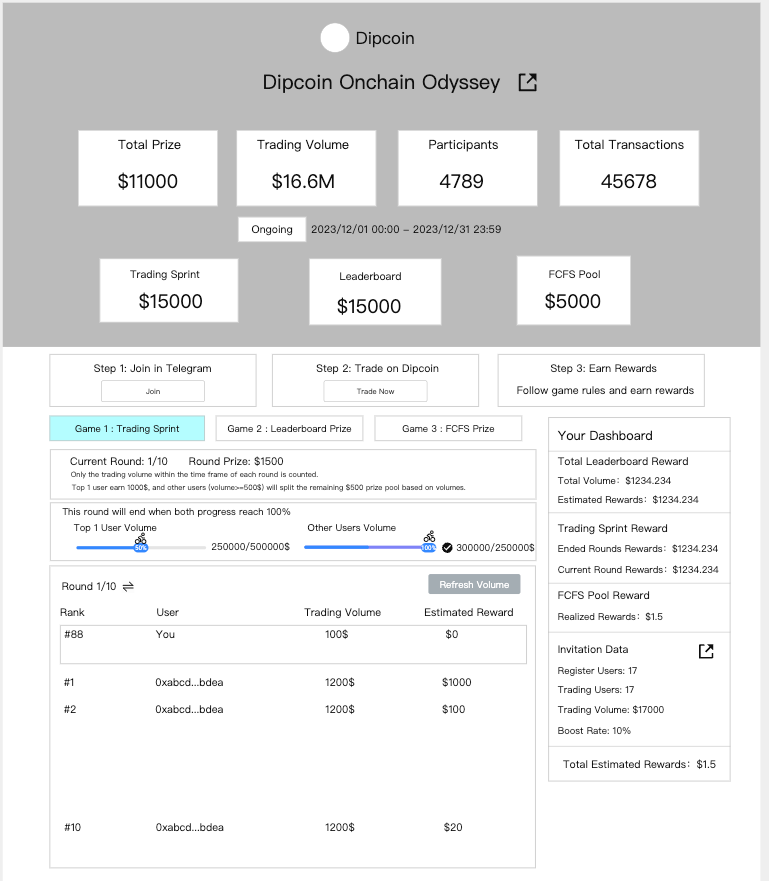 Dipcoin
Dipcoin Onchain Odyssey
Total Prize
$11000
Trading Volume
$16.6M
Participants
4789
Total Transactions
45678
Ongoing
2023/12/01 00:00 – 2023/12/31 23:59
Trading Sprint
$15000
Leaderboard
$15000
FCFS Pool
$5000
Step 1: Join in Telegram
Join
Step 2: Trade on Dipcoin
Trade Now
Step 3: Earn Rewards
Follow game rules and earn rewards
Game 1 : Trading Sprint
Game 2 : Leaderboard Prize
Game 3 : FCFS Prize
Current Round: 1/10 Round Prize: $1500
Only the trading volume within the time frame of each round is counted.
Top 1 user earn 1000$, and other users (volume>=500$) will split the remaining $500 prize pool based on volumes.
This round will end when both progress reach 100%
Top 1 User Volume
50%
250000/500000$
Other Users Volume
100%
300000/250000$
Round 1/10
Refresh Volume
Rank User Trading Volume Estimated Reward
#88 You 100$ $0
#1 0xabcd...bdea 1200$ $1000
#2 0xabcd...bdea 1200$ $100
#10 0xabcd...bdea 1200$ $20
Your Dashboard
Total Leaderboard Reward
Total Volume： $1234.234
Estimated Rewards： $1234.234
Trading Sprint Reward
Ended Rounds Rewards： $1234.234
Current Round Rewards： $1234.234
FCFS Pool Reward
Realized Rewards： $1.5
Invitation Data
Register Users: 17
Trading Users: 17
Trading Volume: $17000
Boost Rate: 10%
Total Estimated Rewards： $1.5